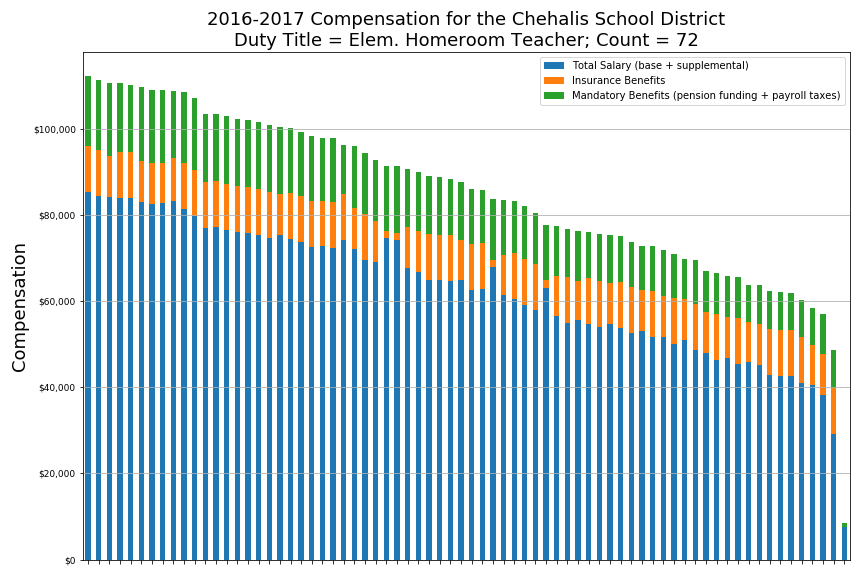 2016-2017 Compensation for the Chehalis School District
Duty Title = Elem. Homeroom Teacher; Count = 72
Total Salary (base + supplemental)
Insurance Benefits
Mandatory Benefits (pension funding + payroll taxes)
Compensation
$100,000
$80,000
$60,000
$40,000
$20,000
$0